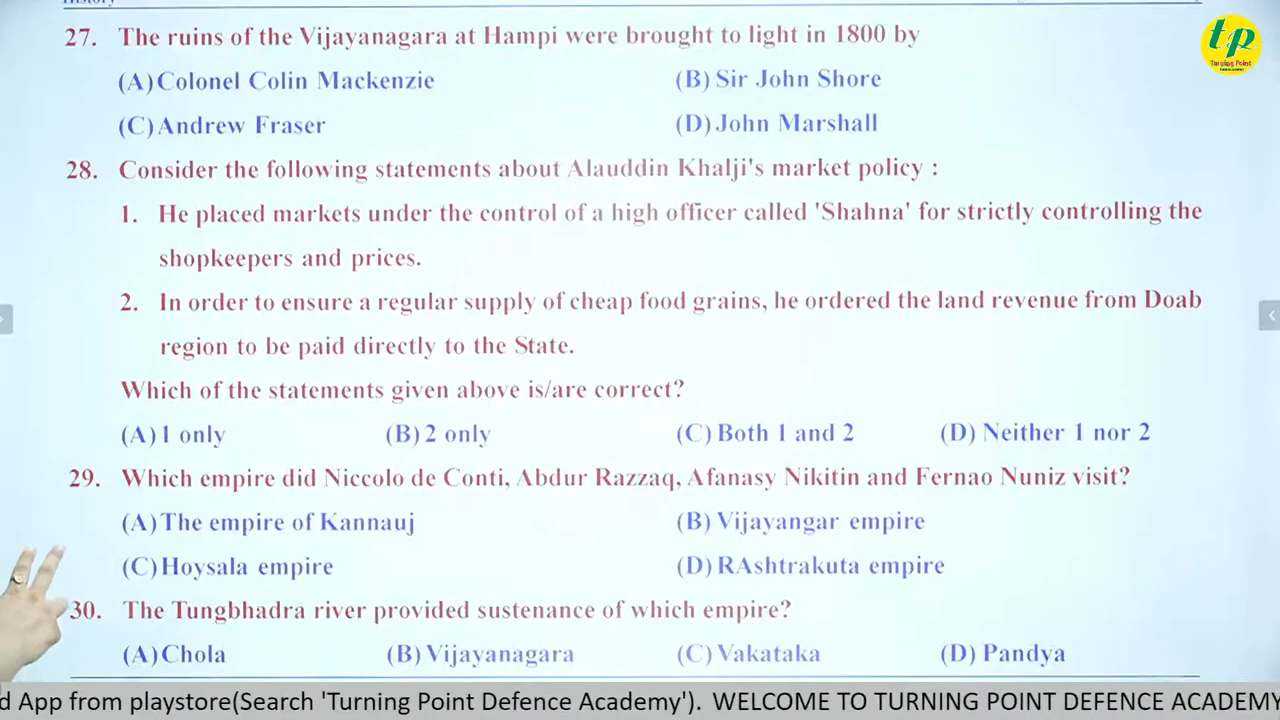 History
tp
Turning Point
27. The ruins of the Vijayanagara at Hampi were brought to light in 1800 by
(A) Colonel Colin Mackenzie (B) Sir John Shore
(C) Andrew Fraser (D) John Marshall
28. Consider the following statements about Alauddin Khalji's market policy :
1. He placed markets under the control of a high officer called 'Shahna' for strictly controlling the
shopkeepers and prices.
2. In order to ensure a regular supply of cheap food grains, he ordered the land revenue from Doab
region to be paid directly to the State.
Which of the statements given above is/are correct?
(A) 1 only (B) 2 only (C) Both 1 and 2 (D) Neither 1 nor 2
29. Which empire did Niccolo de Conti, Abdur Razzaq, Afanasy Nikitin and Fernao Nuniz visit?
(A) The empire of Kannauj (B) Vijayangar empire
(C) Hoysala empire (D) RAshtrakuta empire
30. The Tungbhadra river provided sustenance of which empire?
(A) Chola (B) Vijayanagara (C) Vakataka (D) Pandya
d App from playstore(Search 'Turning Point Defence Academy'). WELCOME TO TURNING POINT DEFENCE ACADEMY